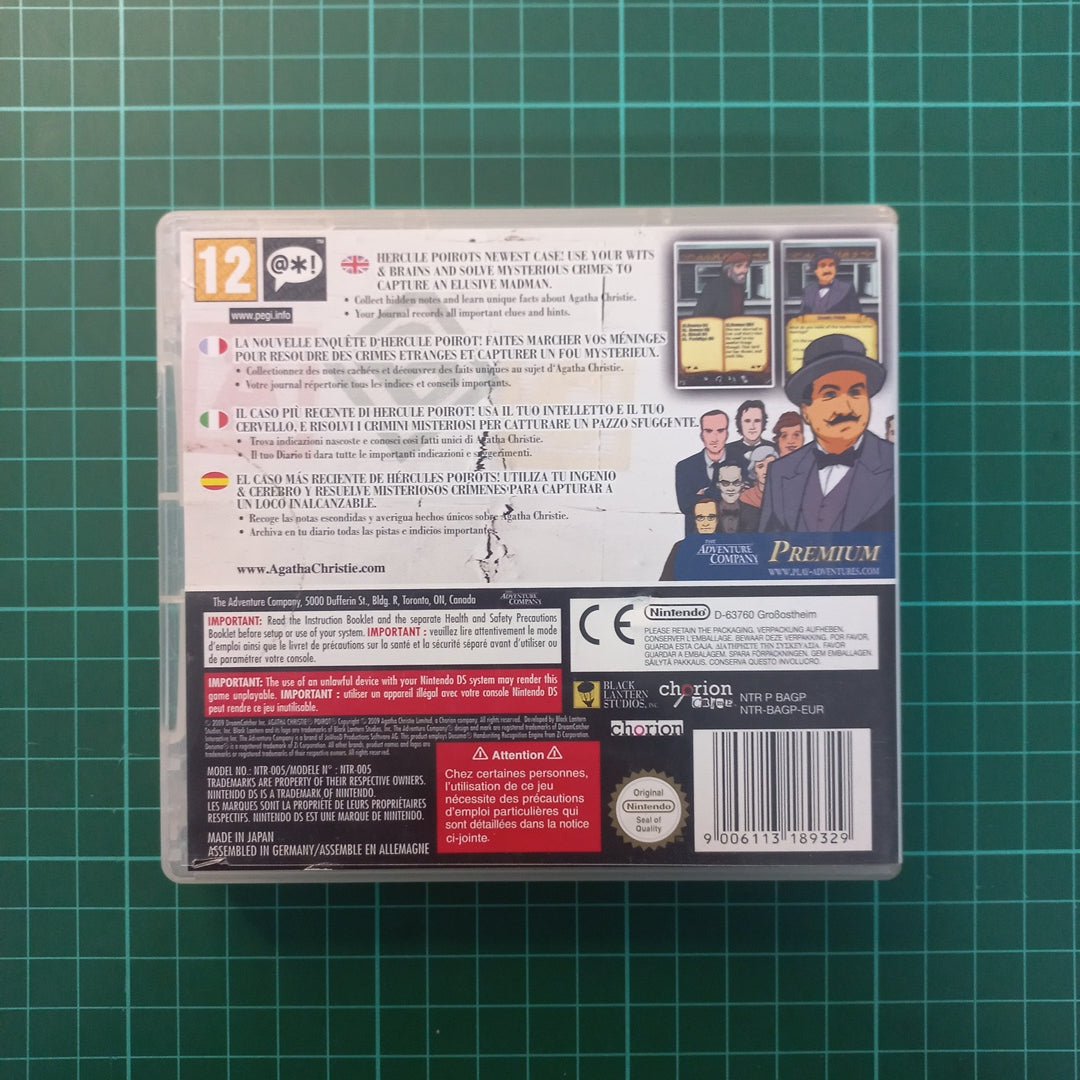 12
@*!
www.pegi.info
HERCULE POIROTS NEWEST CASE! USE YOUR WITS
& BRAINS AND SOLVE MYSTERIOUS CRIMES TO
CAPTURE AN ELUSIVE MADMAN.
• Collect hidden notes and learn unique facts about Agatha Christie.
• Your Journal records all important clues and hints.
LA NOUVELLE ENQUÊTE D'HERCULE POIROT! FAITES MARCHER VOS MÉNINGES
POUR RESOUDRE DES CRIMES ETRANGES ET CAPTURER UN FOU MYSTERIEUX.
• Collectionnez des notes cachées et découvrez des faits uniques au sujet d'Agatha Christie.
• Votre journal répertorie tous les indices et conseils importants.
IL CASO PIÙ RECENTE DI HERCULE POIROT! USA IL TUO INTELLETTO E IL TUO
CERVELLO, E RISOLVI I CRIMINI MISTERIOSI PER CATTURARE UN PAZZO SFUGGENTE.
• Trova indicazioni nascoste e conosci così fatti unici di Agatha Christie.
• Il tuo Diario ti dara tutte le importanti indicazioni e suggerimenti.
EL CASO MÁS RECIENTE DE HÉRCULES POIROTS! UTILIZA TU INGENIO
& CEREBRO Y RESUELVE MISTERIOSOS CRÍMENES PARA CAPTURAR A
UN LOCO INALCANZABLE.
• Recoge las notas escondidas y averigua hechos únicos sobre Agatha Christie.
• Archiva en tu diario todas las pistas e indicios importantes.
www.AgathaChristie.com
THE
ADVENTURE
COMPANY
PREMIUM
WWW.PLAY-ADVENTURES.COM
The Adventure Company, 5000 Dufferin St., Bldg. R, Toronto, ON, Canada
ADVENTURE
COMPANY
IMPORTANT: Read the Instruction Booklet and the separate Health and Safety Precautions
Booklet before setup or use of your system. IMPORTANT : veuillez lire attentivement le mode
d'emploi ainsi que le livret de précautions sur la santé et la sécurité séparé avant d'utiliser ou
de paramétrer votre console.
IMPORTANT: The use of an unlawful device with your Nintendo DS system may render this
game unplayable. IMPORTANT : utiliser un appareil illégal avec votre console Nintendo DS
peut rendre ce jeu inutilisable.
CE
Nintendo
D-63760 Großostheim
PLEASE RETAIN THE PACKAGING. VERPACKUNG AUFHEBEN.
CONSERVER L'EMBALLAGE. BEWAAR DEZE VERPAKKING. POR FAVOR,
GUARDA ESTA CAJA. ΔΙΑΤΗΡΗΣΤΕ ΤΗΝ ΣΥΣΚΕΥΑΣΙΑ. FAVOR
GUARDAR A EMBALAGEM. SPARA FÖRPACKNINGEN. GEM EMBALLAGEN.
SÄILYTÄ PAKKAUS. CONSERVA QUESTO INVOLUCRO.
BLACK
LANTERN
STUDIOS, INC
chorion
chorion
NTR P BAGP
NTR-BAGP-EUR
MODEL NO.: NTR-005/MODELE N° : NTR-005
TRADEMARKS ARE PROPERTY OF THEIR RESPECTIVE OWNERS.
NINTENDO DS IS A TRADEMARK OF NINTENDO.
LES MARQUES SONT LA PROPRIETE DE LEURS PROPRIÉTAIRES
RESPECTIFS. NINTENDO DS EST UNE MARQUE DE NINTENDO.
MADE IN JAPAN
ASSEMBLED IN GERMANY/ASSEMBLE EN ALLEMAGNE
Attention
Chez certaines personnes,
l'utilisation de ce jeu
nécessite des précautions
d'emploi particulières qui
sont détaillées dans la notice
ci-jointe.
Original
Nintendo
Seal of
Quality
9 006113 189329